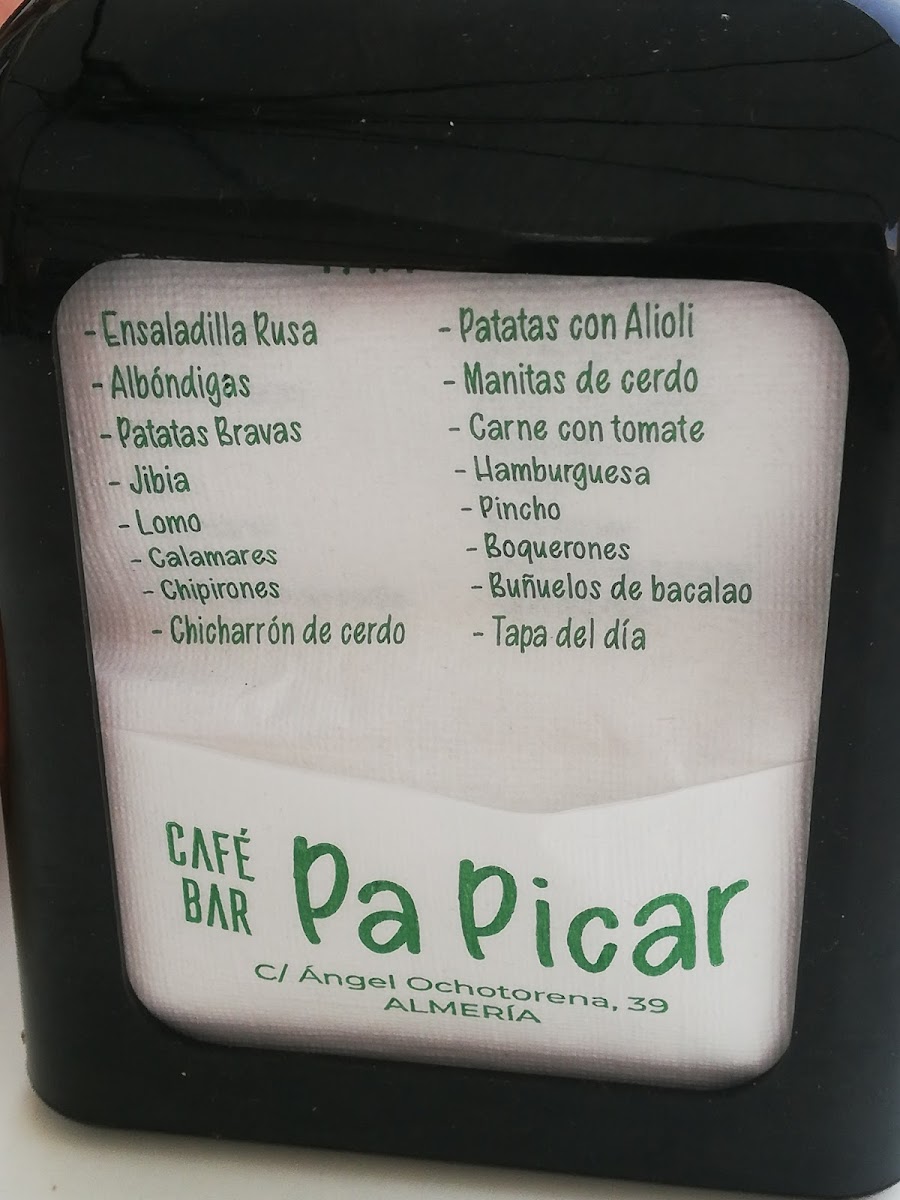 - Ensaladilla Rusa
- Albóndigas
- Patatas Bravas
- Jibia
- Lomo
- Calamares
- Chipirones
- Chicharrón de cerdo
- Patatas con Alioli
- Manitas de cerdo
- Carne con tomate
- Hamburguesa
- Pincho
- Boquerones
- Buñuelos de bacalao
- Tapa del día
CAFÉ
BAR
Pa Picar
C/ Ángel Ochotorena, 39
ALMERÍA